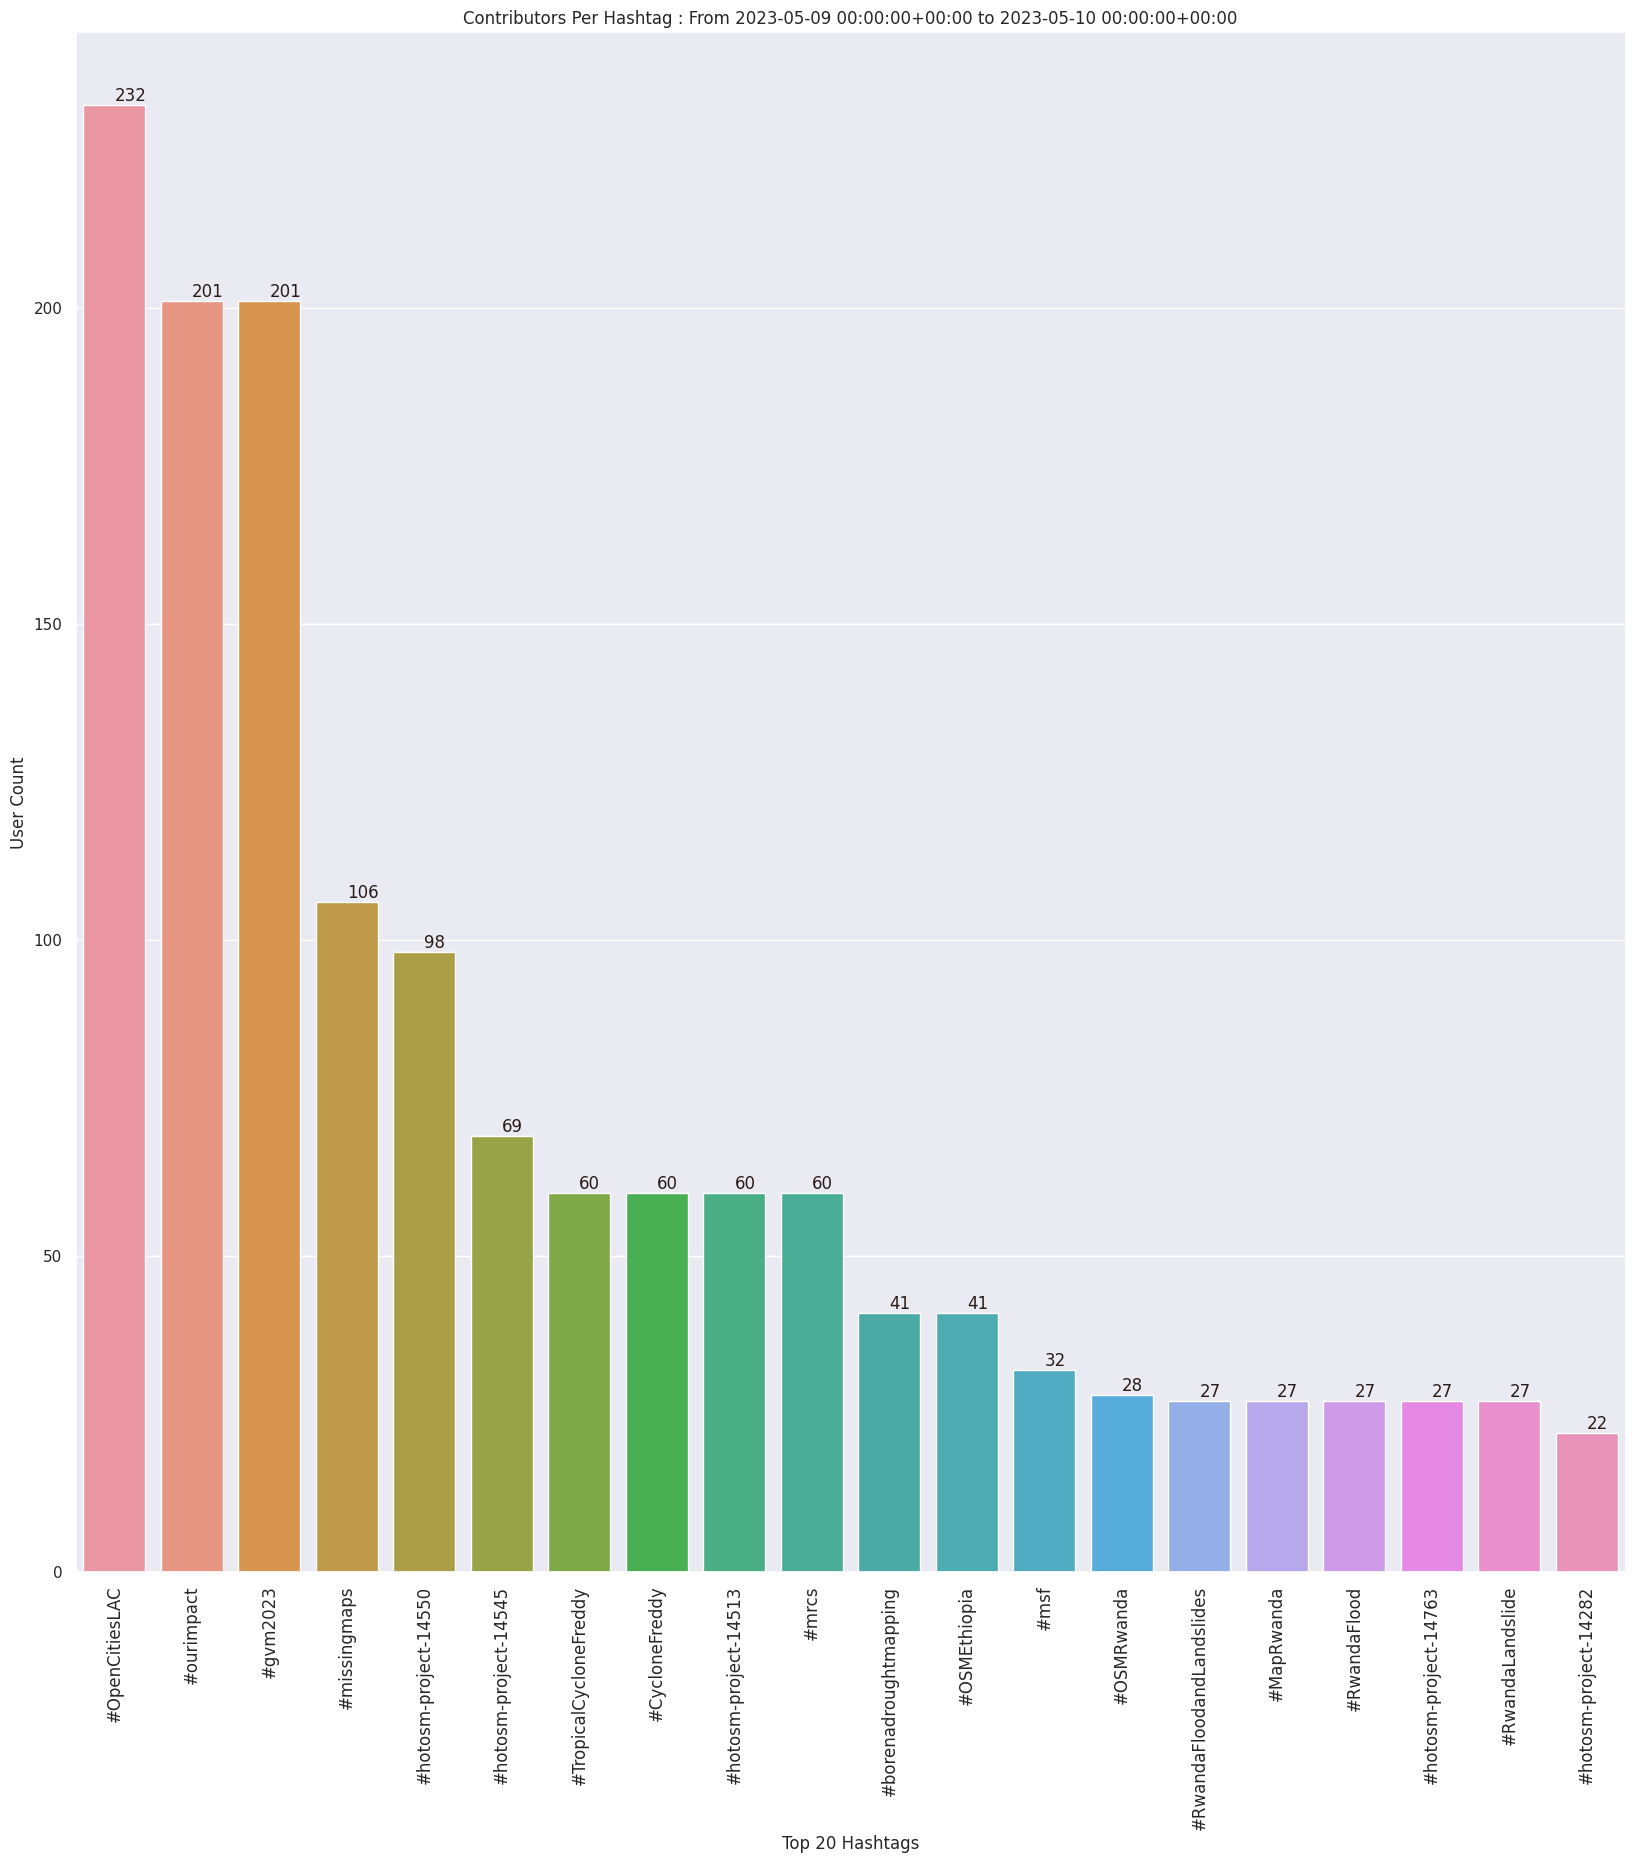 Contributors Per Hashtag : From 2023-05-09 00:00:00+00:00 to 2023-05-10 00:00:00+00:00
232
201
201
106
98
69
60
60
60
60
41
41
32
28
27
27
27
27
27
22
200
150
100
50
0
User Count
#OpenCitiesLAC
#ourimpact
#gvm2023
#missingmaps
#hotosm-project-14550
#hotosm-project-14545
#TropicalCycloneFreddy
#CycloneFreddy
#hotosm-project-14513
#mrcs
#borenadroughtmapping
#OSMEthiopia
#msf
#OSMRwanda
#RwandaFloodandLandslides
#MapRwanda
#RwandaFlood
#hotosm-project-14763
#RwandaLandslide
#hotosm-project-14282
Top 20 Hashtags